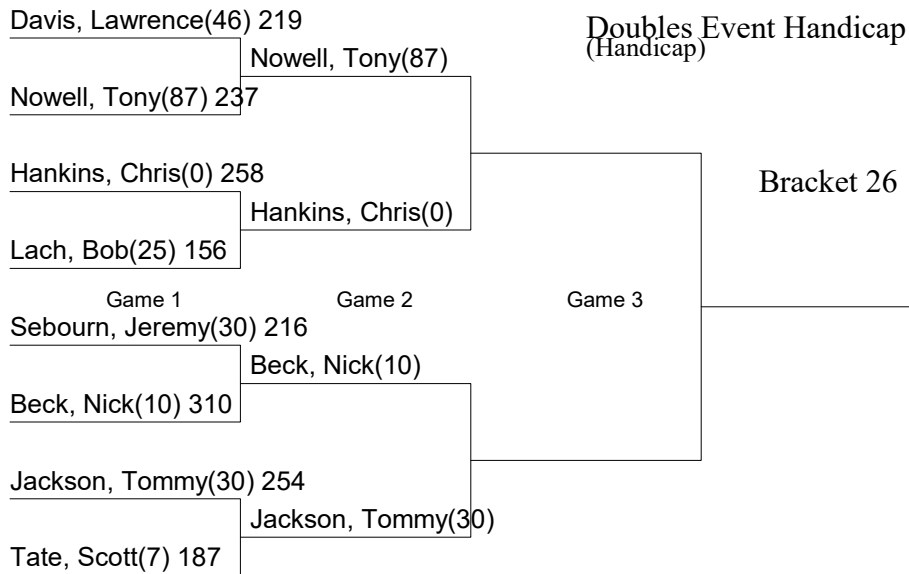 Davis, Lawrence(46) 219
Doubles Event Handicap
(Handicap)
Nowell, Tony(87)
Nowell, Tony(87) 237
Hankins, Chris(0) 258
Bracket 26
Hankins, Chris(0)
Lach, Bob(25) 156
Game 1
Game 2
Game 3
Sebourn, Jeremy(30) 216
Beck, Nick(10)
Beck, Nick(10) 310
Jackson, Tommy(30) 254
Jackson, Tommy(30)
Tate, Scott(7) 187